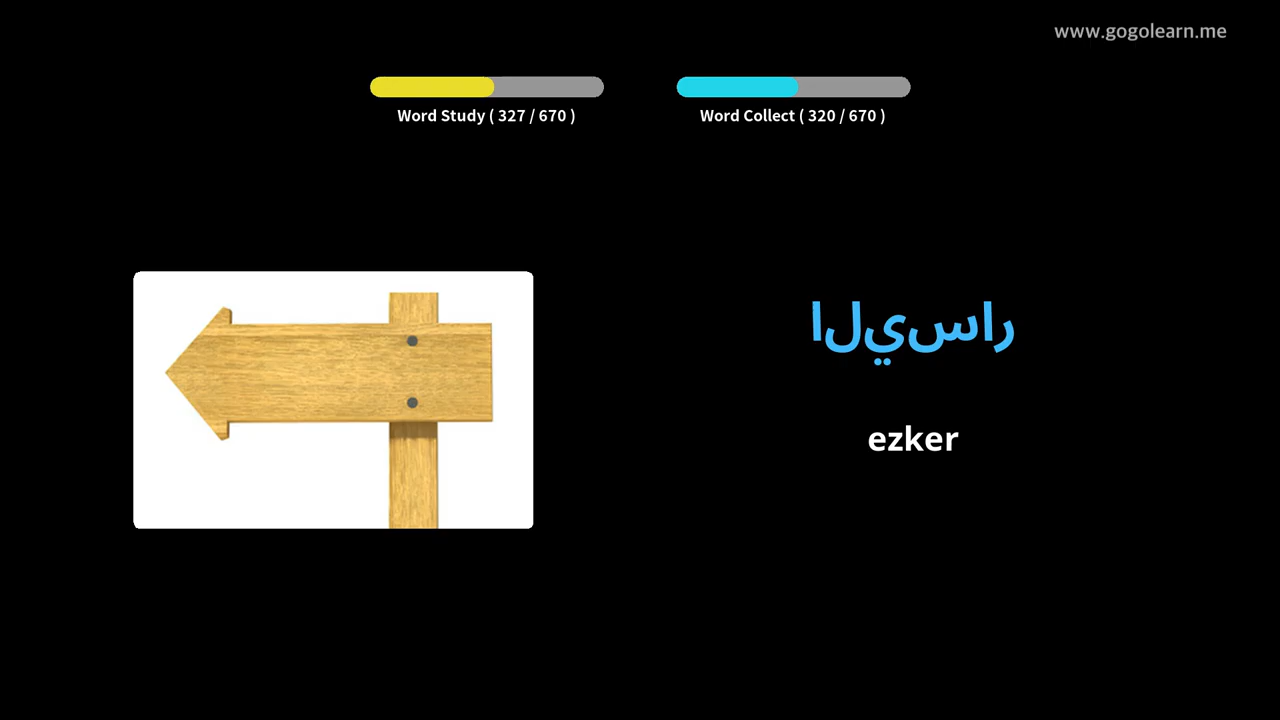 www.gogolearn.me
Word Study ( 327 / 670 )
Word Collect ( 320 / 670 )
اليسار
ezker